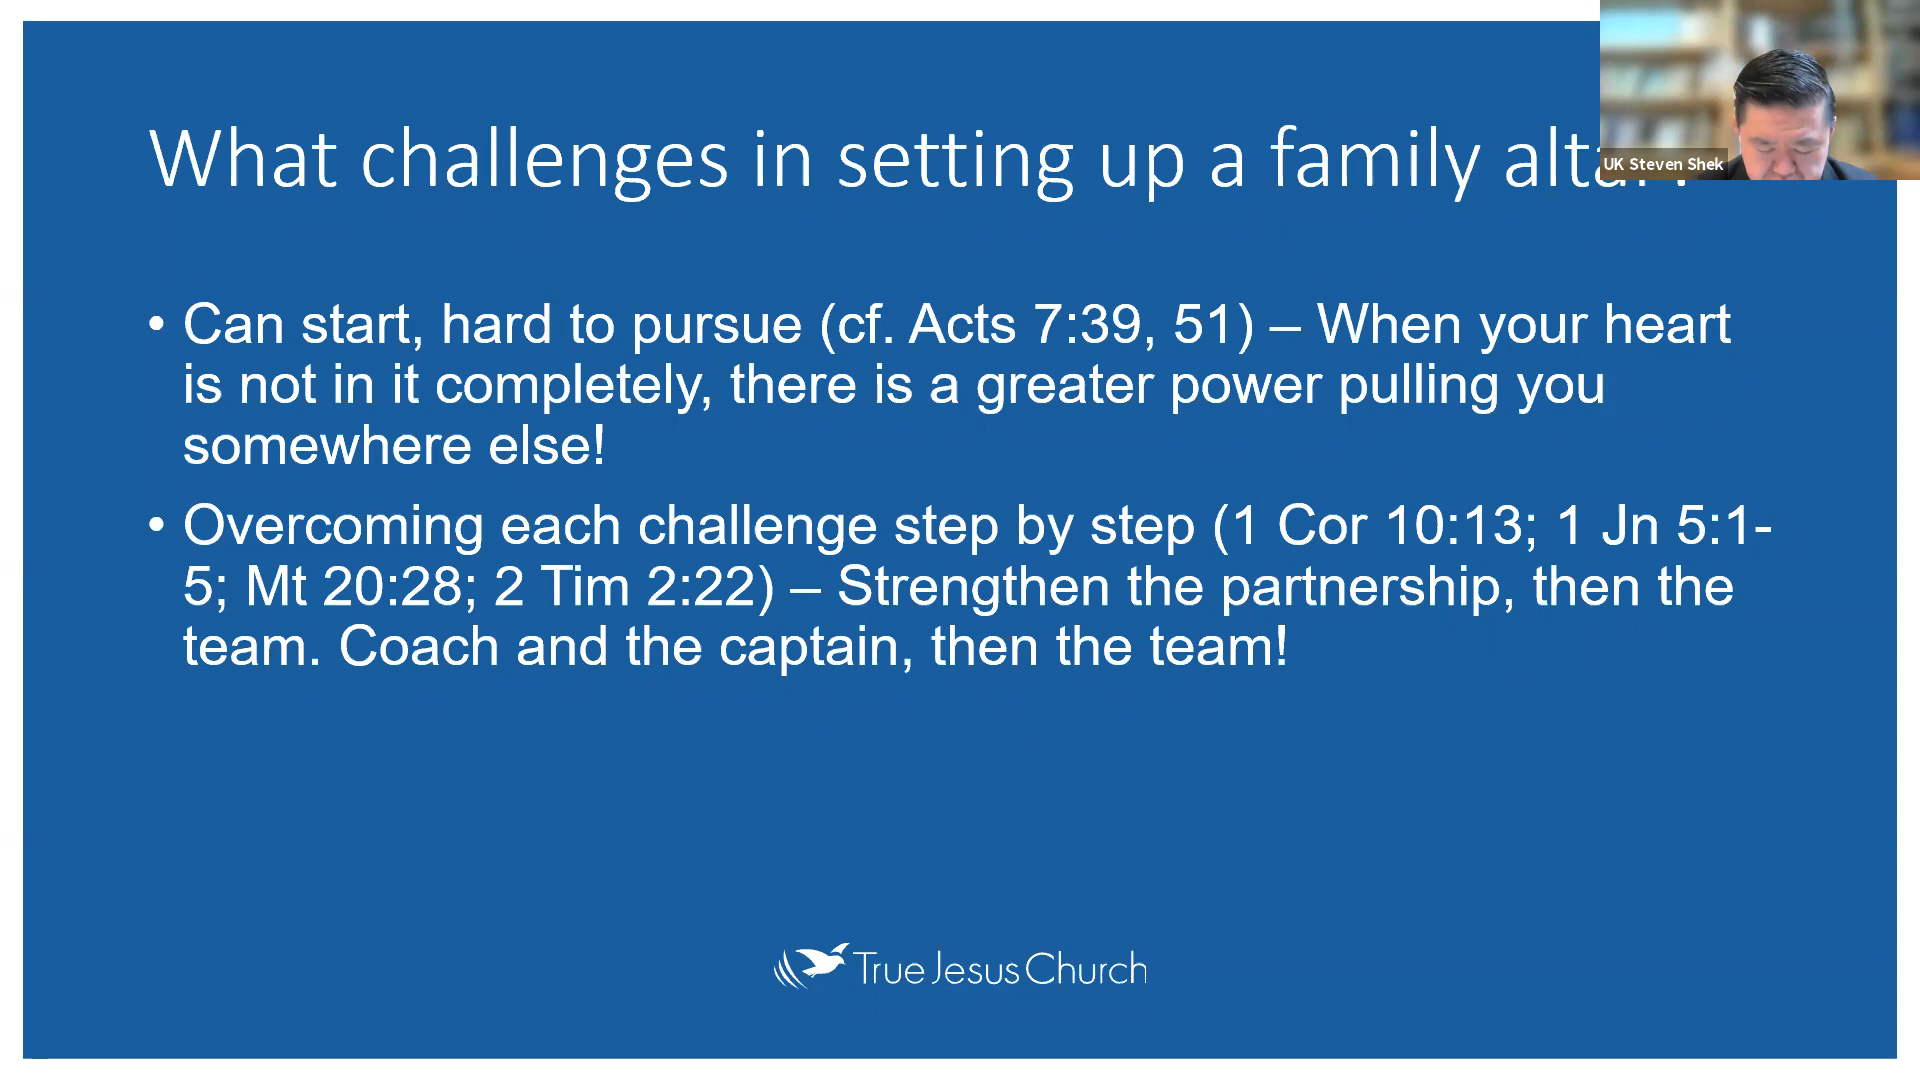 What challenges in setting up a family
UK Steven Shek
• Can start, hard to pursue (cf. Acts 7:39, 51) – When your heart
is not in it completely, there is a greater power pulling you
somewhere else!
• Overcoming each challenge step by step (1 Cor 10:13; 1 Jn 5:1-
5; Mt 20:28; 2 Tim 2:22) – Strengthen the partnership, then the
team. Coach and the captain, then the team!
True Jesus Church